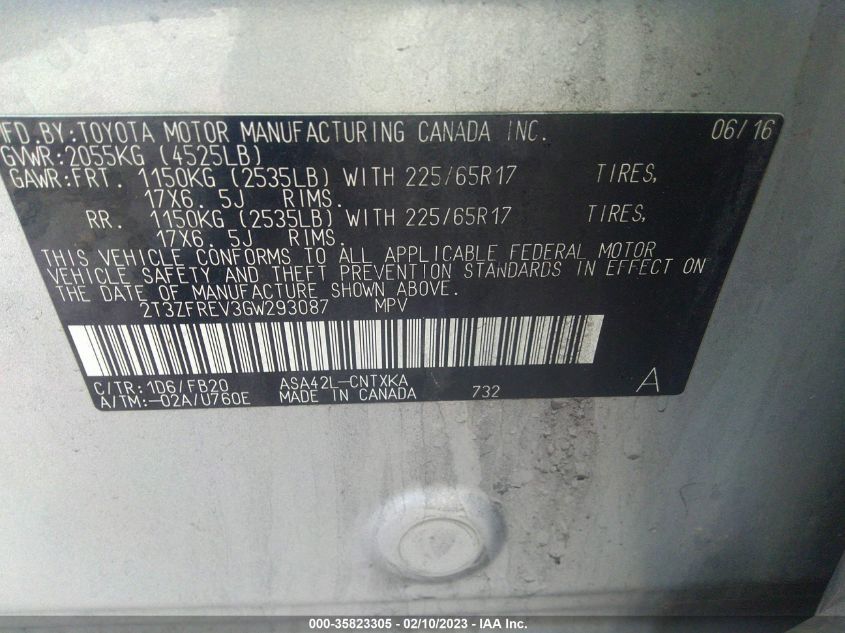 MFD. BY: TOYOTA MOTOR MANUFACTURING CANADA INC. 06/16
GVWR: 2055KG (4525LB)
GAWR: FRT. 1150KG (2535LB) WITH 225/65R17 TIRES,
17X6. 5J RIMS.
RR. 1150KG (2535LB) WITH 225/65R17 TIRES,
17X6. 5J RIMS.
THIS VEHICLE CONFORMS TO ALL APPLICABLE FEDERAL MOTOR
VEHICLE SAFETY AND THEFT PREVENTION STANDARDS IN EFFECT ON
THE DATE OF MANUFACTURE SHOWN ABOVE.
2T3ZFREV3GW293087 MPV
C/TR: 1D6/FB20 ASA42L-CNTXKA A
A/TM: -02A/U760E MADE IN CANADA 732
000-35823305 — 02/10/2023 — IAA Inc.